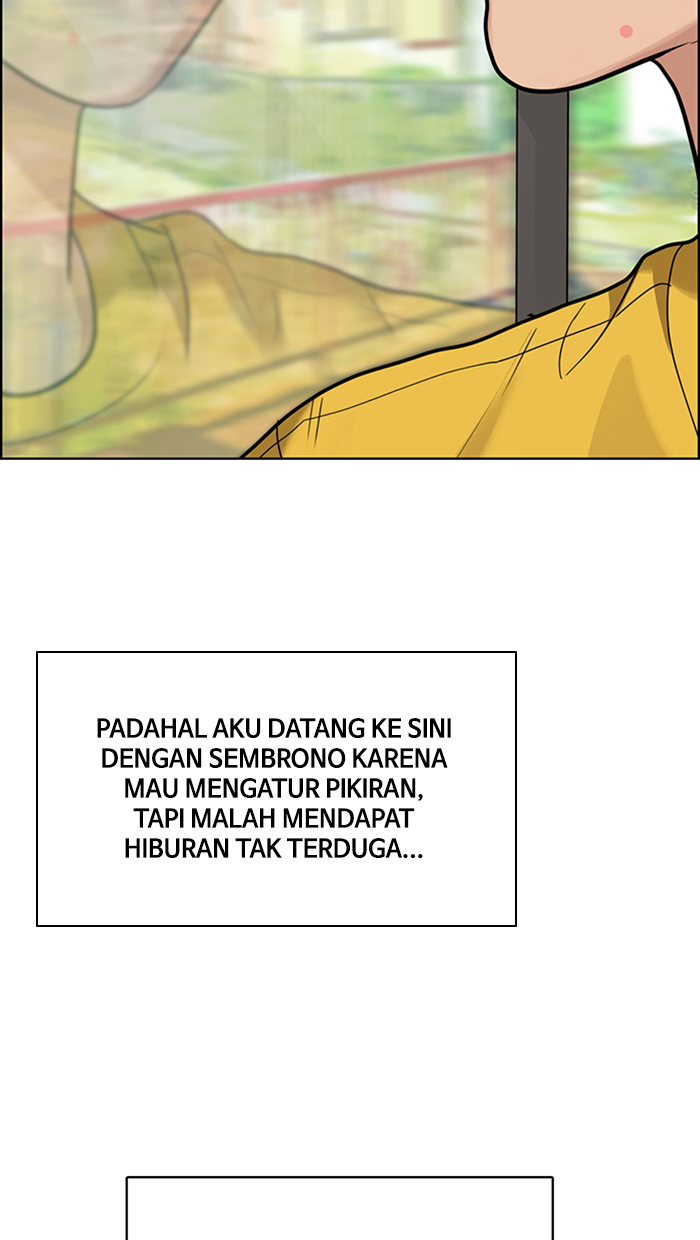 PADAHAL AKU DATANG KE SINI
DENGAN SEMBRONO KARENA
MAU MENGATUR PIKIRAN,
TAPI MALAH MENDAPAT
HIBURAN TAK TERDUGA...